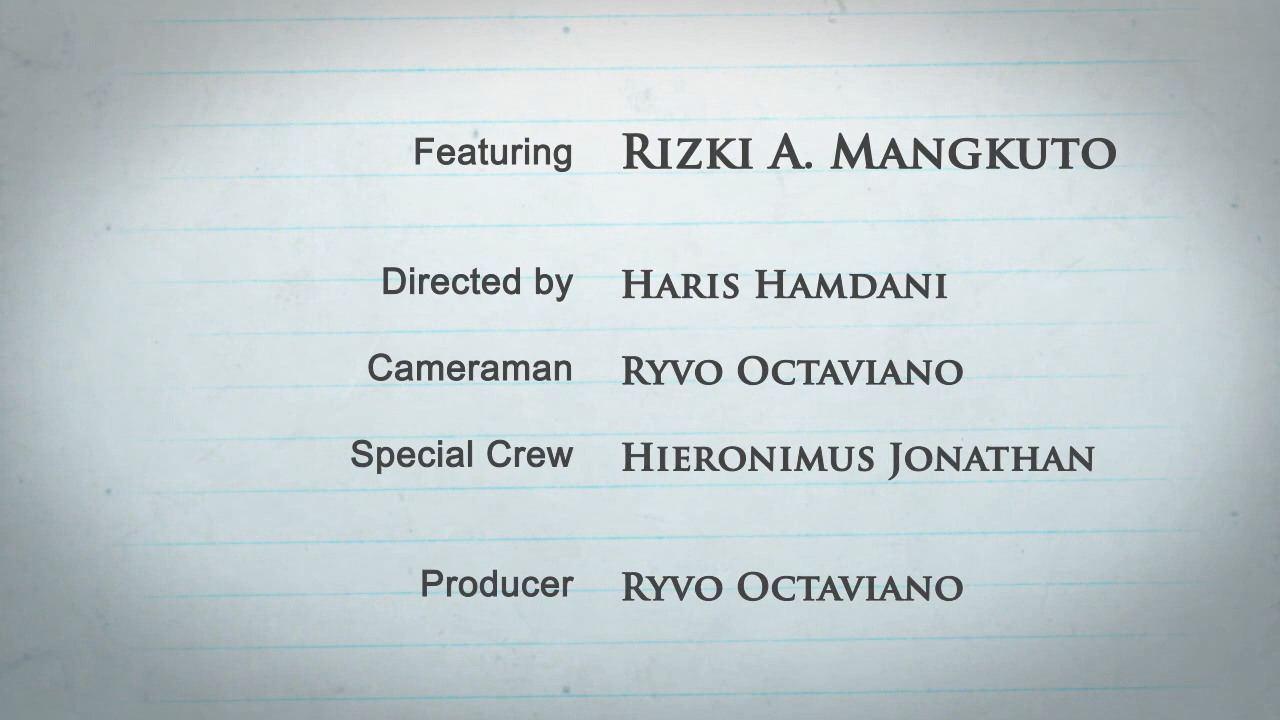 Featuring Rizki A. Mangkuto
Directed by Haris Hamdani
Cameraman Ryvo Octaviano
Special Crew Hieronimus Jonathan
Producer Ryvo Octaviano